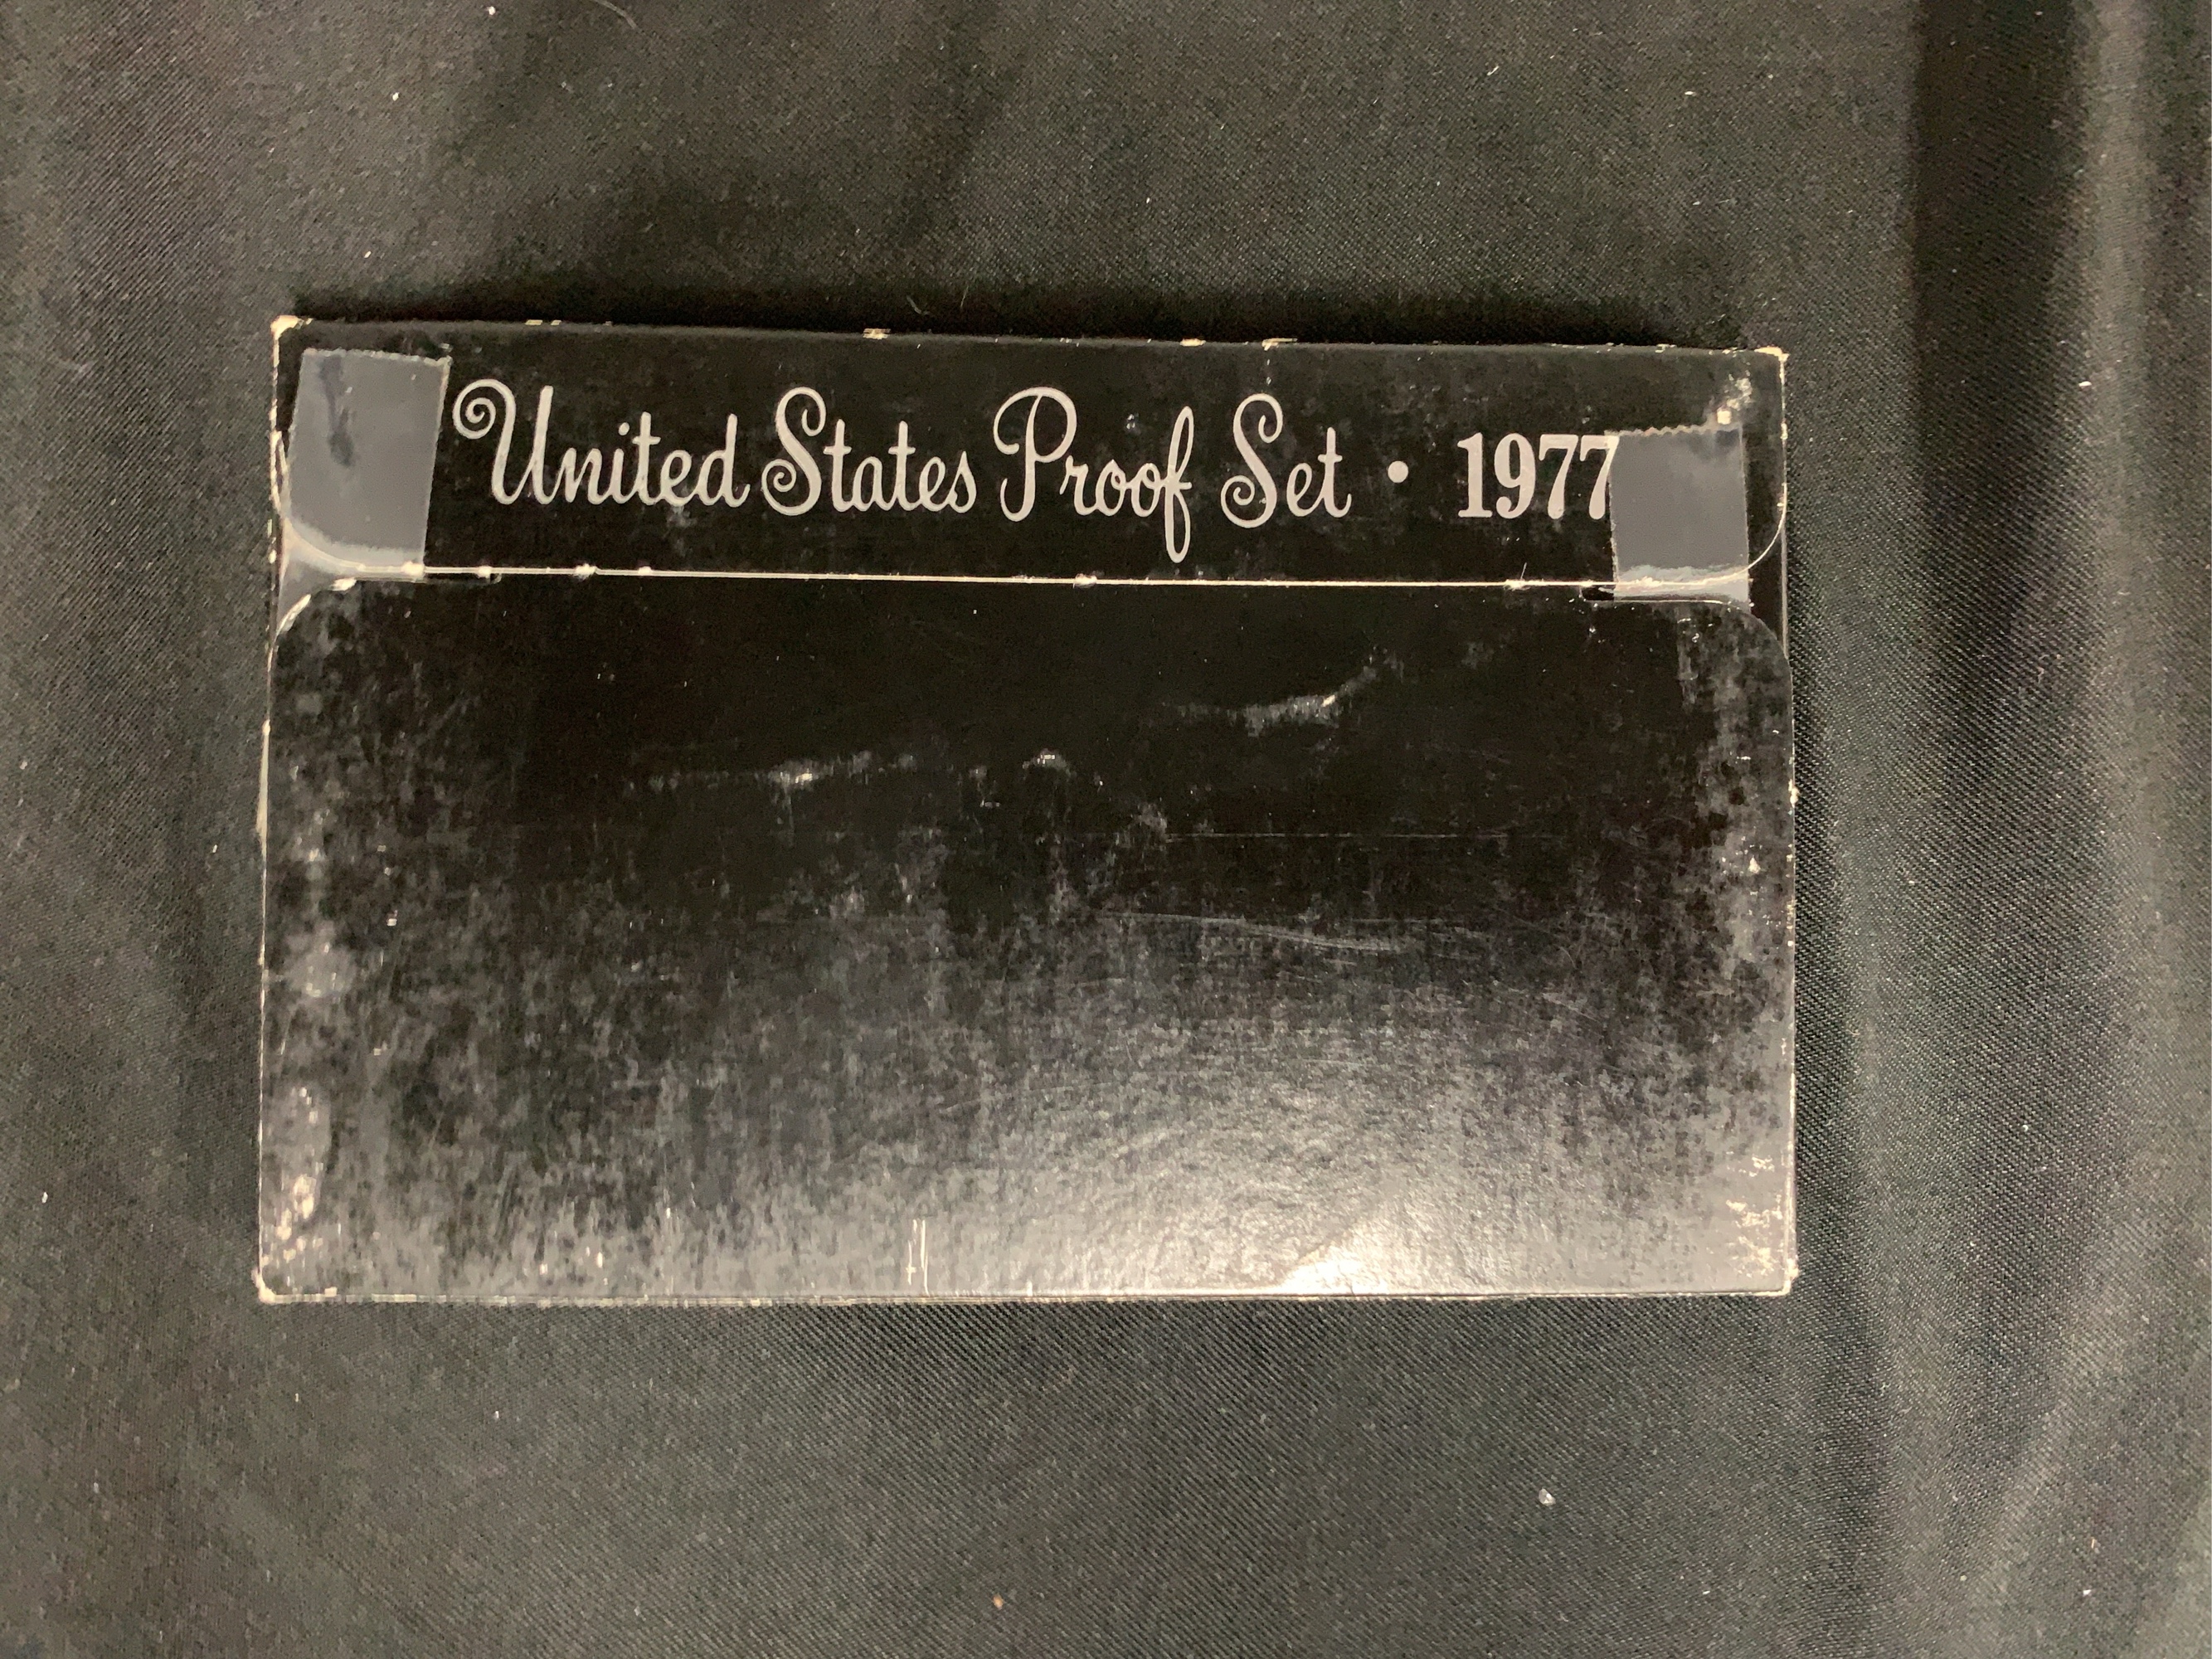 United States Proof Set • 1977